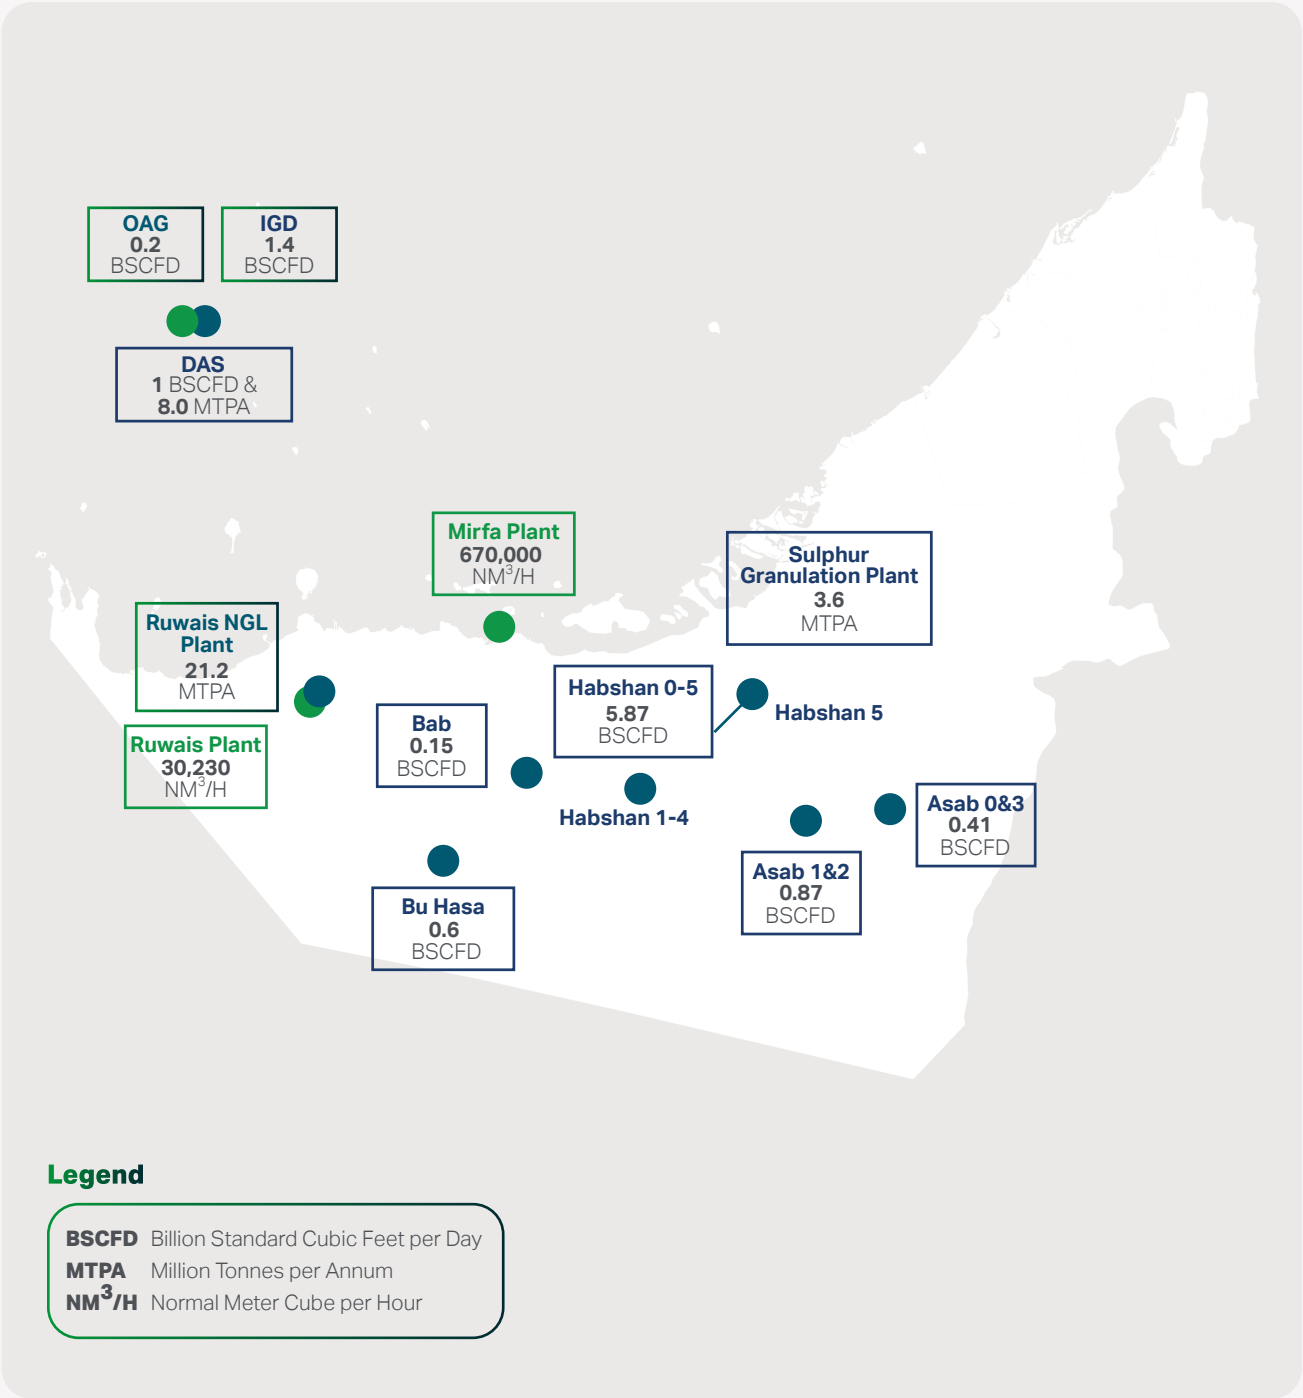 OAG
0.2
BSCFD
IGD
1.4
BSCFD
DAS
1 BSCFD &
8.0 MTPA
Mirfa Plant
670,000
NM³/H
Sulphur
Granulation Plant
3.6
MTPA
Ruwais NGL
Plant
21.2
MTPA
Ruwais Plant
30,230
NM³/H
Bab
0.15
BSCFD
Habshan 0-5
5.87
BSCFD
Habshan 5
Habshan 1-4
Asab 0&3
0.41
BSCFD
Asab 1&2
0.87
BSCFD
Bu Hasa
0.6
BSCFD
Legend
BSCFD Billion Standard Cubic Feet per Day
MTPA Million Tonnes per Annum
NM³/H Normal Meter Cube per Hour